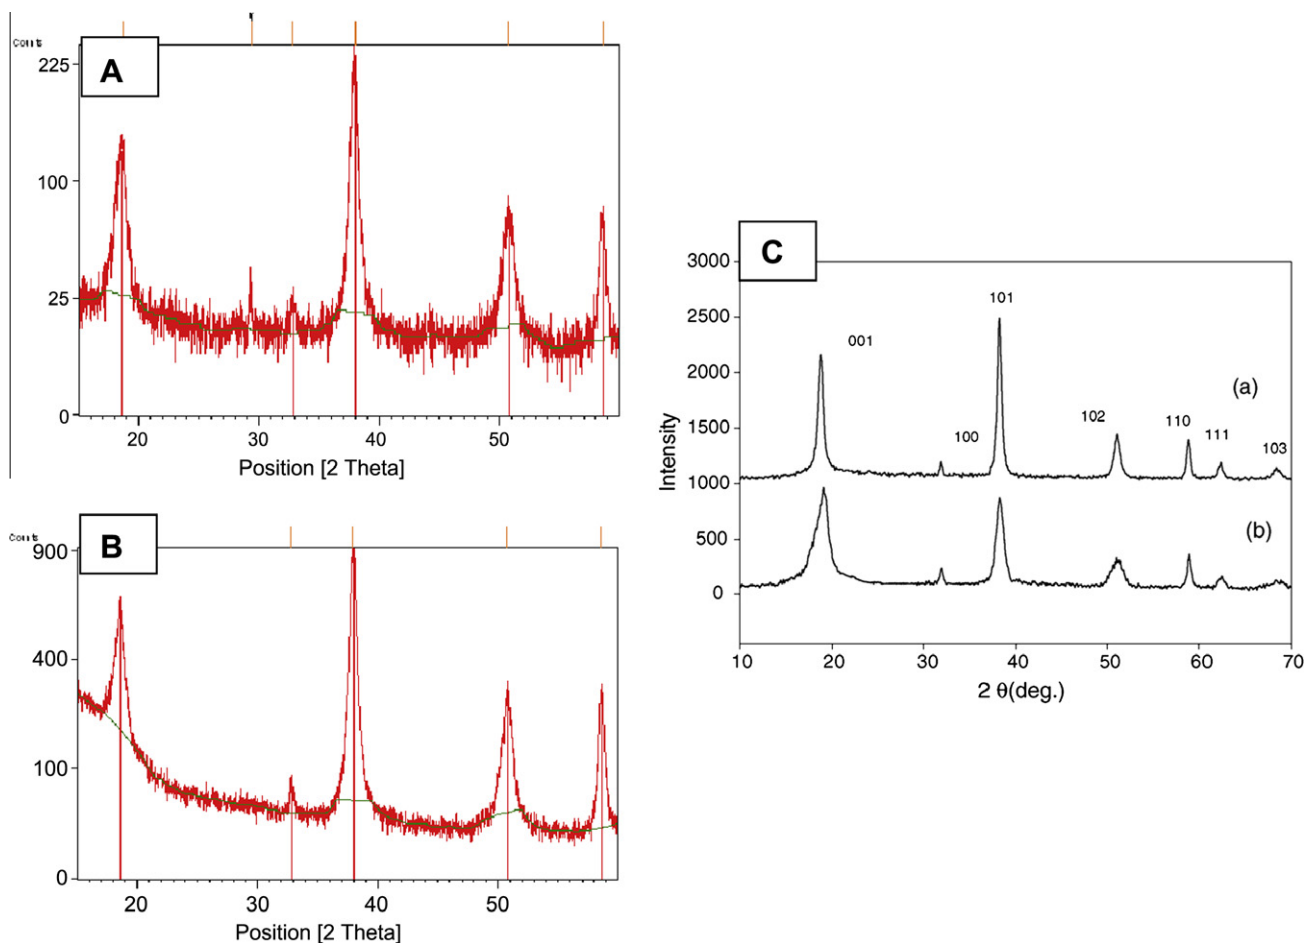 Counts
A
225
100
25
0
20 30 40 50
Position [2 Theta]
Counts
B
900
400
100
0
20 30 40 50
Position [2 Theta]
C
3000
2500
2000
1500
1000
500
0
Intensity
101
001
(a)
100
102
110
111
103
(b)
10 20 30 40 50 60 70
2 θ(deg.)